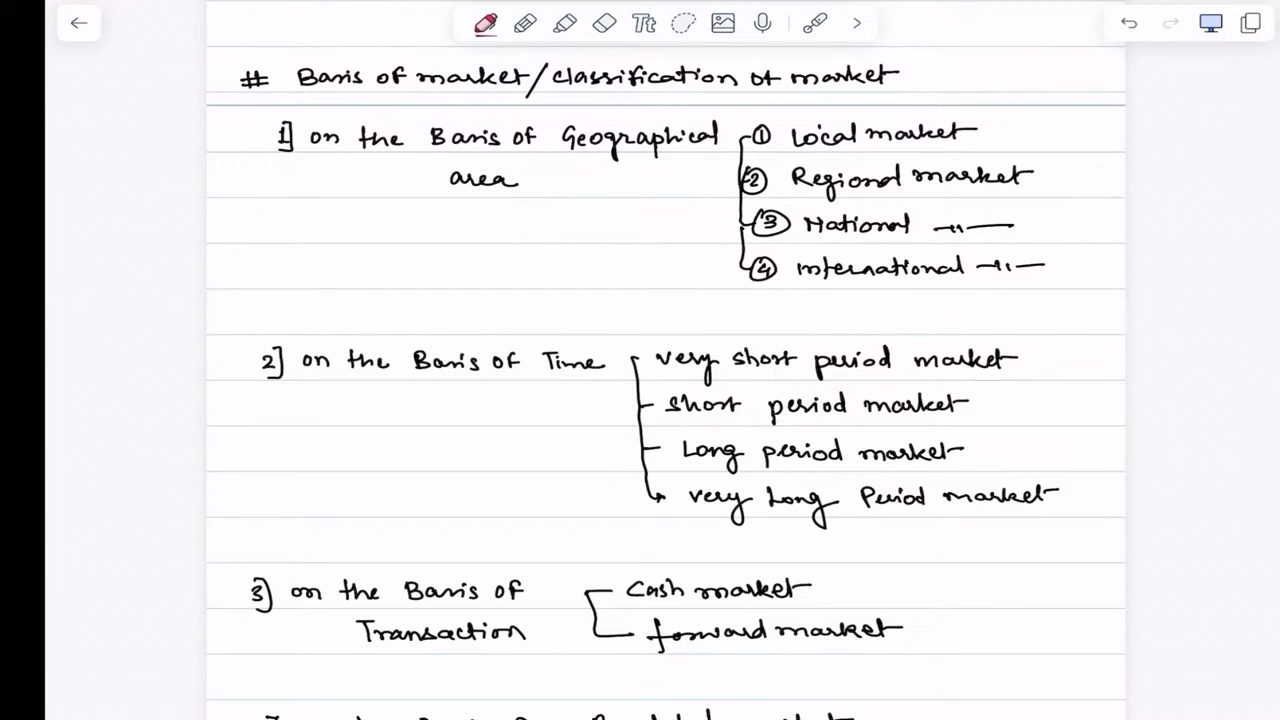 # Basis of market/classification of market
1] on the Basis of Geographical area
① Local market
② Regional market
③ National —"—
④ international —"—
2] on the Basis of Time
very short period market
short period market
Long period market
very Long Period market
3] on the Basis of Transaction
Cash market
forward market
Tt